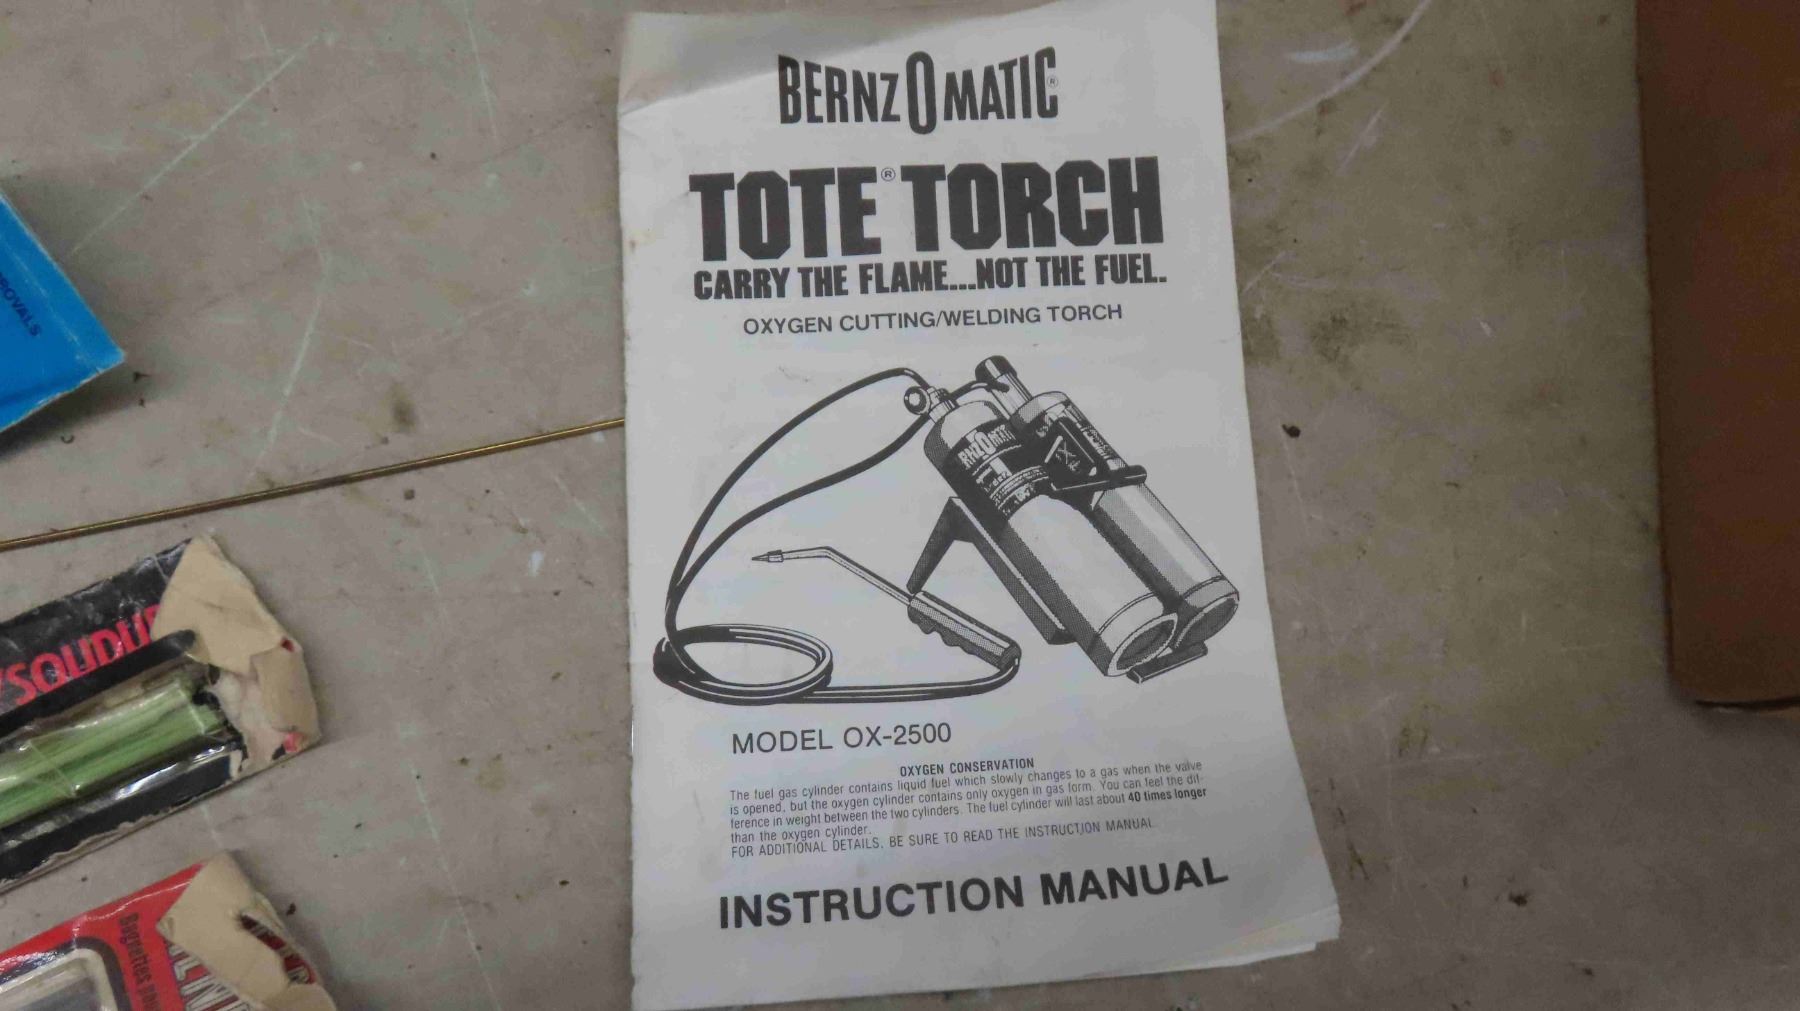 BERNZOMATIC®
TOTE® TORCH
CARRY THE FLAME...NOT THE FUEL.
OXYGEN CUTTING/WELDING TORCH
MODEL OX-2500
OXYGEN CONSERVATION
The fuel gas cylinder contains liquid fuel which slowly changes to a gas when the valve
is opened, but the oxygen cylinder contains only oxygen in gas form. You can feel the dif-
ference in weight between the two cylinders. The fuel cylinder will last about 40 times longer
than the oxygen cylinder.
FOR ADDITIONAL DETAILS, BE SURE TO READ THE INSTRUCTION MANUAL.
INSTRUCTION MANUAL
Baguettes